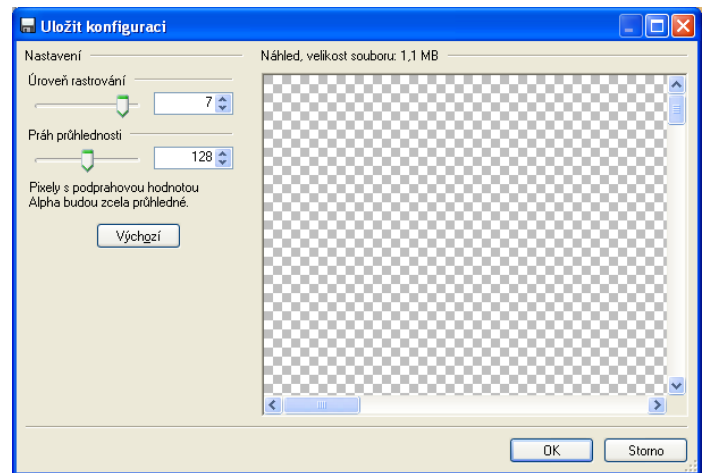 Uložit konfiguraci
Nastavení
Náhled, velikost souboru: 1,1 MB
Úroveň rastrování
7
Práh průhlednosti
128
Pixely s podprahovou hodnotou
Alpha budou zcela průhledné.
Výchozí
OK
Storno